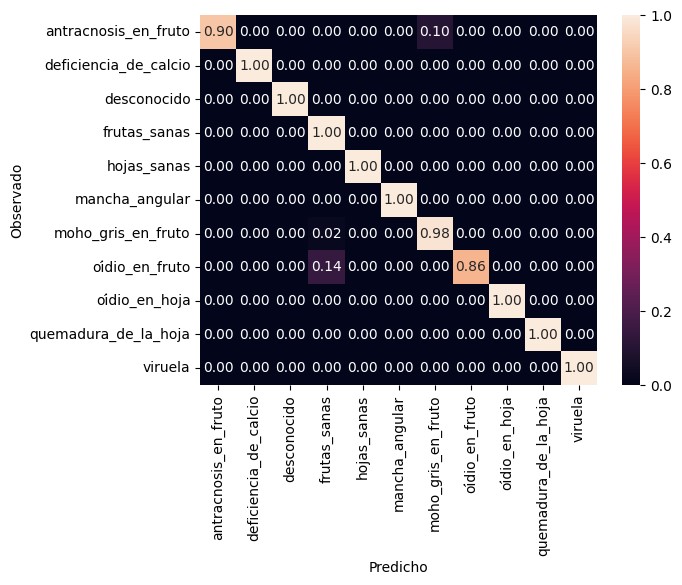 antracnosis_en_fruto 0.90 0.00 0.00 0.00 0.00 0.00 0.10 0.00 0.00 0.00 0.00
deficiencia_de_calcio 0.00 1.00 0.00 0.00 0.00 0.00 0.00 0.00 0.00 0.00 0.00
desconocido 0.00 0.00 1.00 0.00 0.00 0.00 0.00 0.00 0.00 0.00 0.00
frutas_sanas 0.00 0.00 0.00 1.00 0.00 0.00 0.00 0.00 0.00 0.00 0.00
hojas_sanas 0.00 0.00 0.00 0.00 1.00 0.00 0.00 0.00 0.00 0.00 0.00
mancha_angular 0.00 0.00 0.00 0.00 0.00 1.00 0.00 0.00 0.00 0.00 0.00
moho_gris_en_fruto 0.00 0.00 0.00 0.02 0.00 0.00 0.98 0.00 0.00 0.00 0.00
oídio_en_fruto 0.00 0.00 0.00 0.14 0.00 0.00 0.00 0.86 0.00 0.00 0.00
oídio_en_hoja 0.00 0.00 0.00 0.00 0.00 0.00 0.00 0.00 1.00 0.00 0.00
quemadura_de_la_hoja 0.00 0.00 0.00 0.00 0.00 0.00 0.00 0.00 0.00 1.00 0.00
viruela 0.00 0.00 0.00 0.00 0.00 0.00 0.00 0.00 0.00 0.00 1.00
Observado
antracnosis_en_fruto
deficiencia_de_calcio
desconocido
frutas_sanas
hojas_sanas
mancha_angular
moho_gris_en_fruto
oídio_en_fruto
oídio_en_hoja
quemadura_de_la_hoja
viruela
Predicho
1.0
0.8
0.6
0.4
0.2
0.0